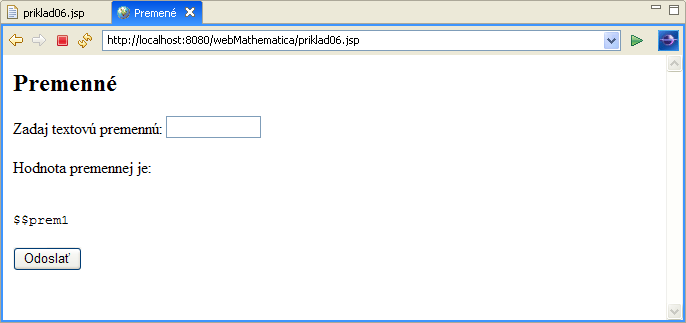 priklad06.jsp
Premené
http://localhost:8080/webMathematica/priklad06.jsp
Premenné
Zadaj textovú premennú:
Hodnota premennej je:
$$prem1
Odoslať